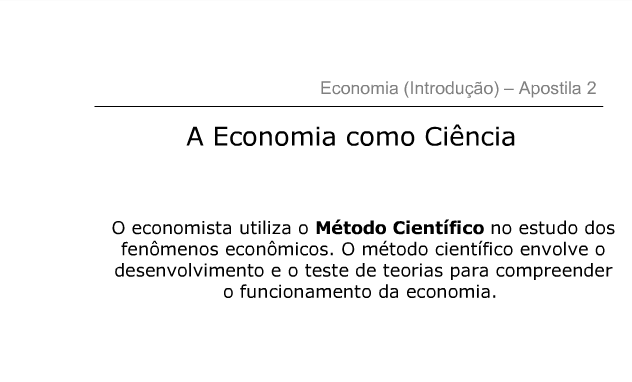 Economia (Introdução) – Apostila 2
A Economia como Ciência
O economista utiliza o Método Científico no estudo dos
fenômenos econômicos. O método científico envolve o
desenvolvimento e o teste de teorias para compreender
o funcionamento da economia.